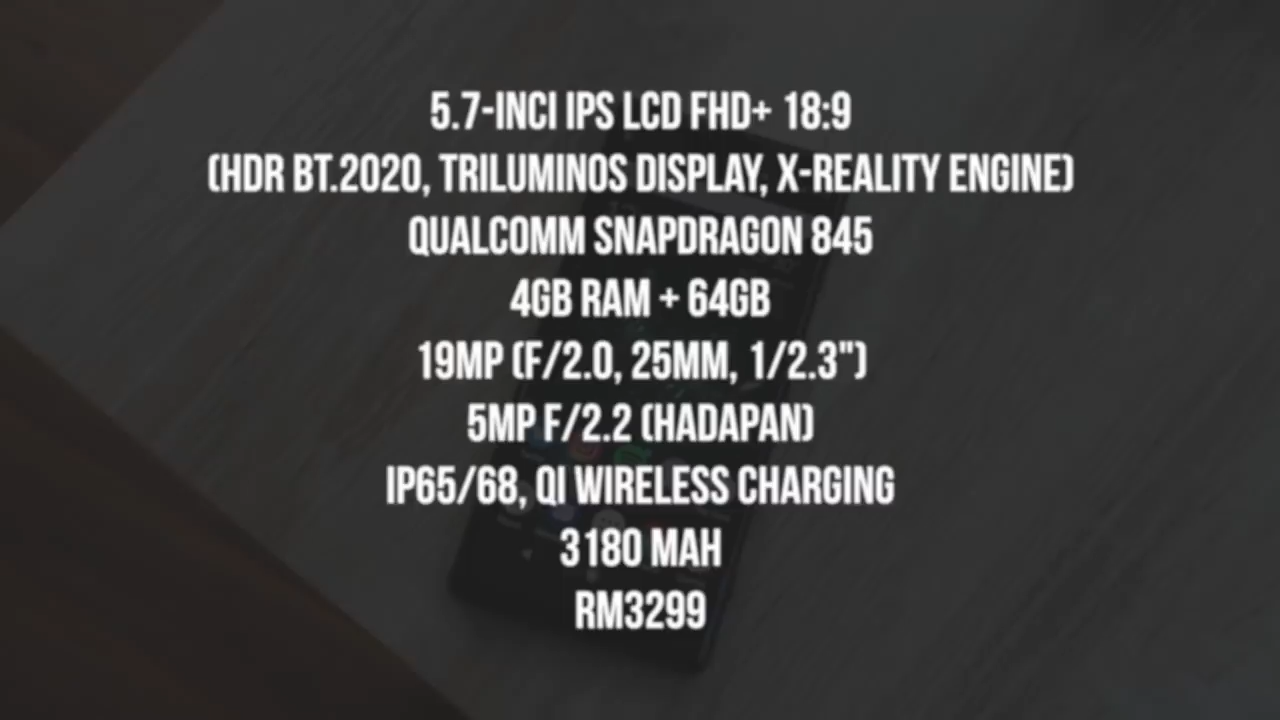 5.7-INCI IPS LCD FHD+ 18:9
(HDR BT.2020, TRILUMINOS DISPLAY, X-REALITY ENGINE)
QUALCOMM SNAPDRAGON 845
4GB RAM + 64GB
19MP (F/2.0, 25MM, 1/2.3")
5MP F/2.2 (HADAPAN)
IP65/68, QI WIRELESS CHARGING
3180 MAH
RM3299